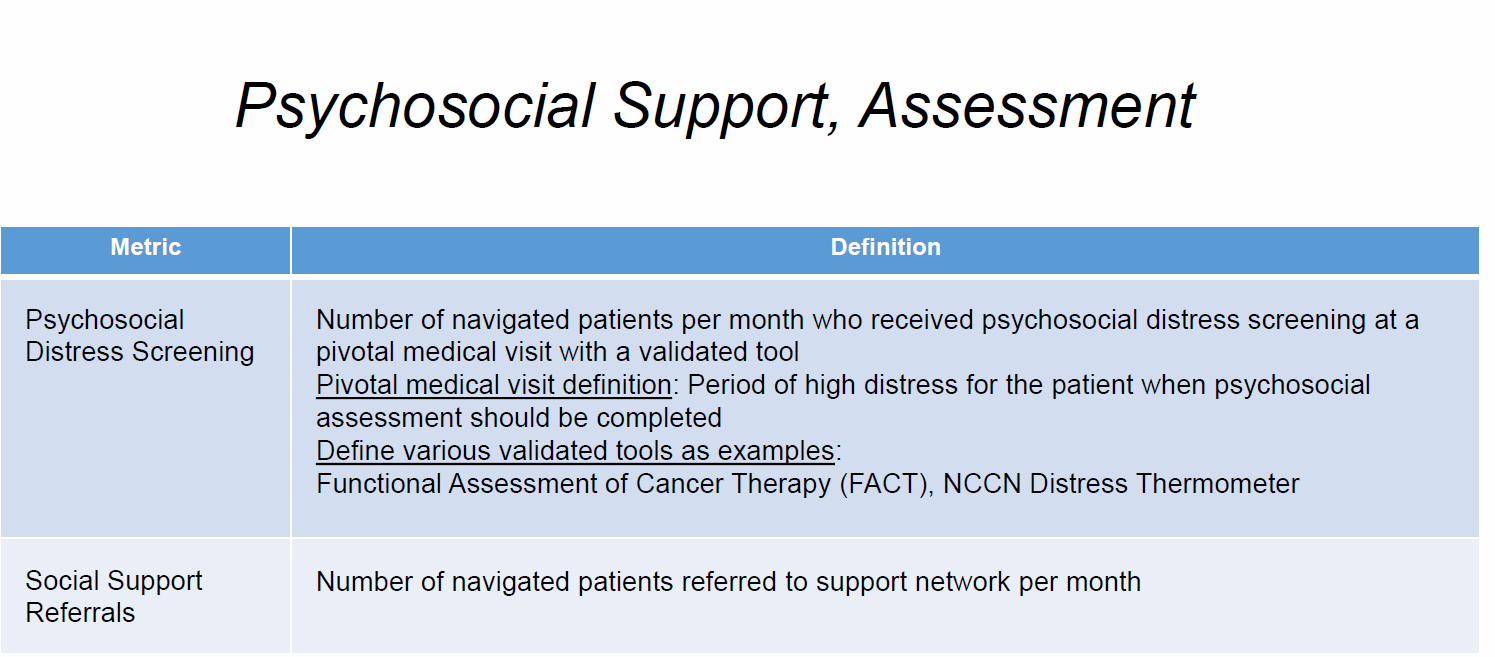 Psychosocial Support, Assessment
Metric
Definition
Psychosocial
Distress Screening
Number of navigated patients per month who received psychosocial distress screening at a
pivotal medical visit with a validated tool
Pivotal medical visit definition: Period of high distress for the patient when psychosocial
assessment should be completed
Define various validated tools as examples:
Functional Assessment of Cancer Therapy (FACT), NCCN Distress Thermometer
Social Support
Referrals
Number of navigated patients referred to support network per month